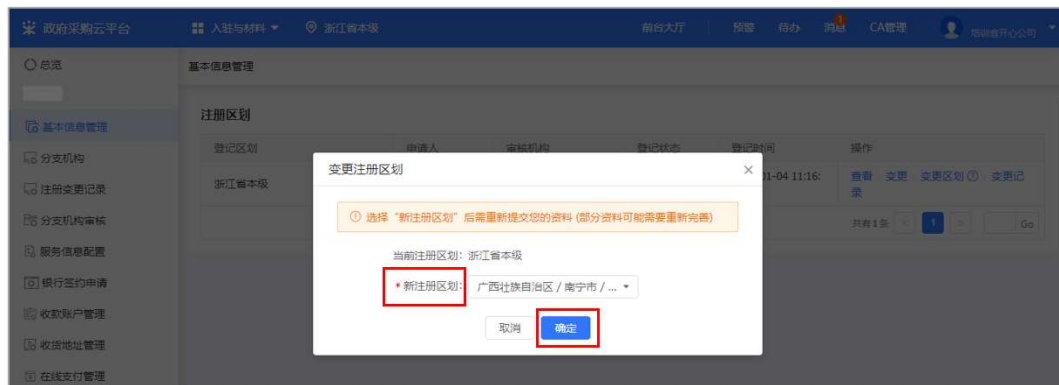 政府采购云平台 入驻与材料 浙江省本级 前台大厅 预警 待办 消息 1 CA管理 培训会开心公司
总览
基本信息管理
基本信息管理
分支机构
注册变更记录
分支机构审核
服务信息配置
银行签约申请
收款账户管理
收货地址管理
在线支付管理
注册区划
登记区划 申请人 审核机构 登记状态 登记时间 操作
浙江省本级 01-04 11:16: 查看 变更 变更区划 变更记
录
共有1条 < 1 > Go
变更注册区划 ×
选择“新注册区划”后需重新提交您的资料 (部分资料可能需要重新完善)
当前注册区划: 浙江省本级
* 新注册区划: 广西壮族自治区 / 南宁市 / ...
取消 确定